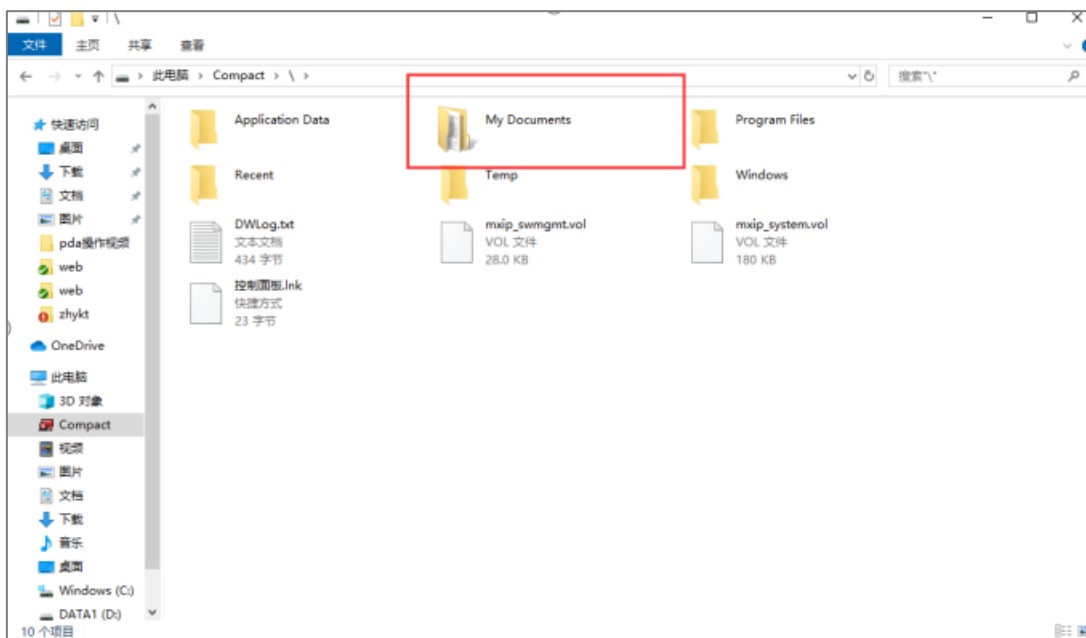 文件 主页 共享 查看
此电脑 › Compact › \ ›
搜索"\"
快速访问
桌面
下载
文档
图片
pda操作视频
web
web
zhykt
OneDrive
此电脑
3D 对象
Compact
视频
图片
文档
下载
音乐
桌面
Windows (C:)
DATA1 (D:)
Application Data
My Documents
Program Files
Recent
Temp
Windows
DWLog.txt
文本文档
434 字节
mxip_swmgmt.vol
VOL 文件
28.0 KB
mxip_system.vol
VOL 文件
180 KB
控制面板.lnk
快捷方式
23 字节
10 个项目